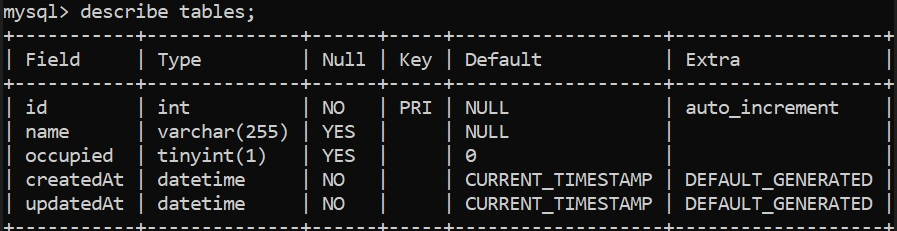 mysql> describe tables;
+-----------+--------------+------+-----+-------------------+-------------------+
| Field     | Type         | Null | Key | Default           | Extra             |
+-----------+--------------+------+-----+-------------------+-------------------+
| id        | int          | NO   | PRI | NULL              | auto_increment    |
| name      | varchar(255) | YES  |     | NULL              |                   |
| occupied  | tinyint(1)   | YES  |     | 0                 |                   |
| createdAt | datetime     | NO   |     | CURRENT_TIMESTAMP | DEFAULT_GENERATED |
| updatedAt | datetime     | NO   |     | CURRENT_TIMESTAMP | DEFAULT_GENERATED |
+-----------+--------------+------+-----+-------------------+-------------------+